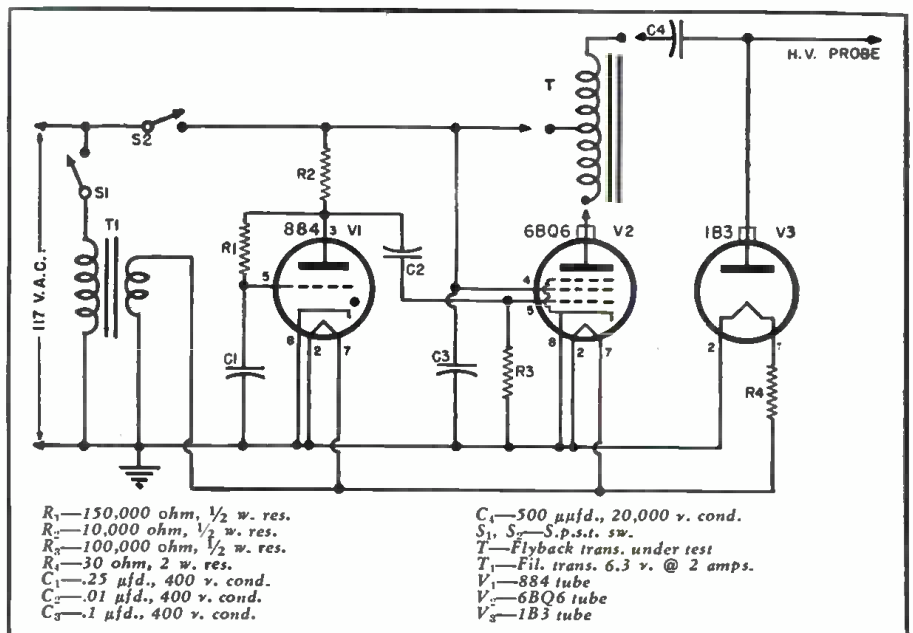 C4
H.V. PROBE
T
S2
R2
S1
T1
884 3 V1
6BQ6 V2
1B3 V3
R1
5
C2
4
5
117 V.A.C.
8
2
7
8
2
7
2
7
C1
C3
R3
R4
R₁—150,000 ohm, ½ w. res.
R₂—10,000 ohm, ½ w. res.
R₃—100,000 ohm, ½ w. res.
R₄—30 ohm, 2 w. res.
C₁—.25 µfd., 400 v. cond.
C₂—.01 µfd., 400 v. cond.
C₃—.1 µfd., 400 v. cond.
C₄—500 µµfd., 20,000 v. cond.
S₁, S₂—S.p.s.t. sw.
T—Flyback trans. under test
T₁—Fil. trans. 6.3 v. @ 2 amps.
V₁—884 tube
V₂—6BQ6 tube
V₃—1B3 tube